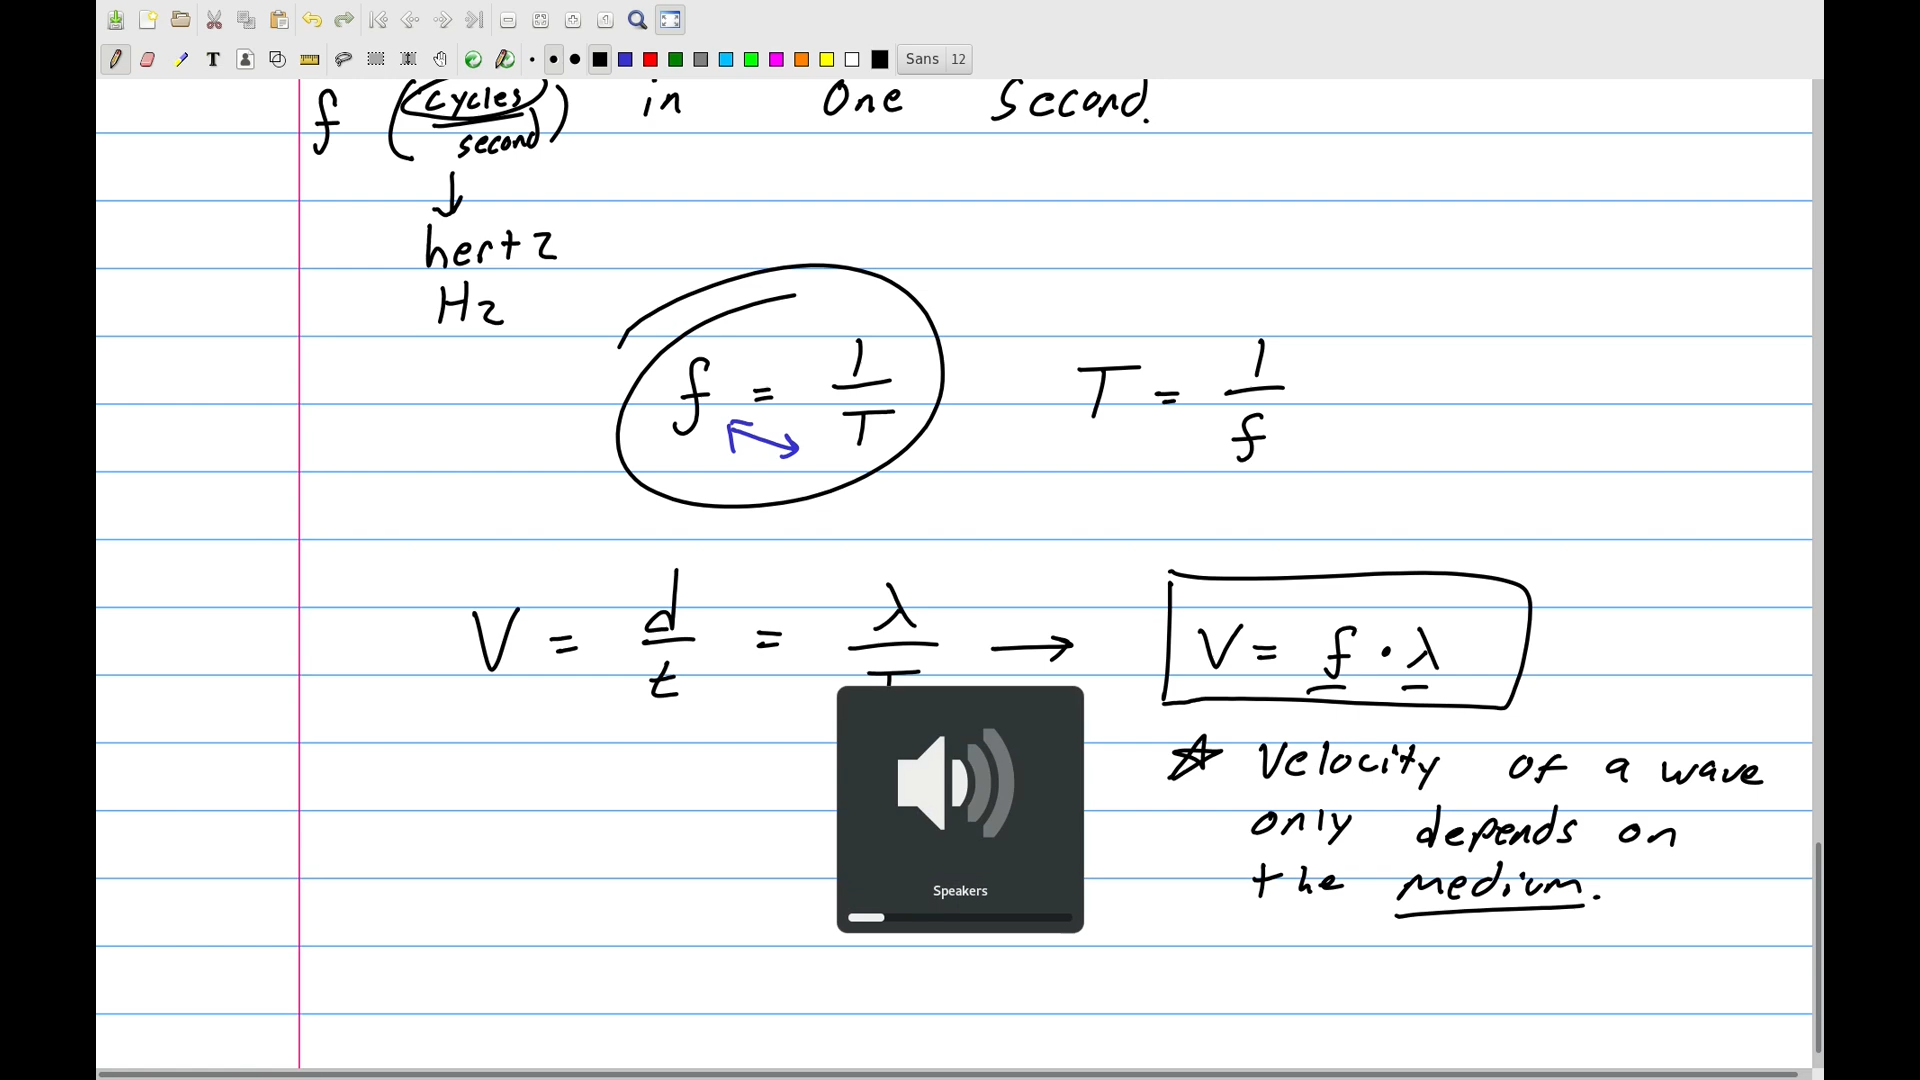 Sans 12
f (cycles/second) in one second.
hertz
Hz
f = 1/T T = 1/f
V = d/t = λ/T → V = f · λ
Velocity of a wave
only depends on
the medium.
Speakers